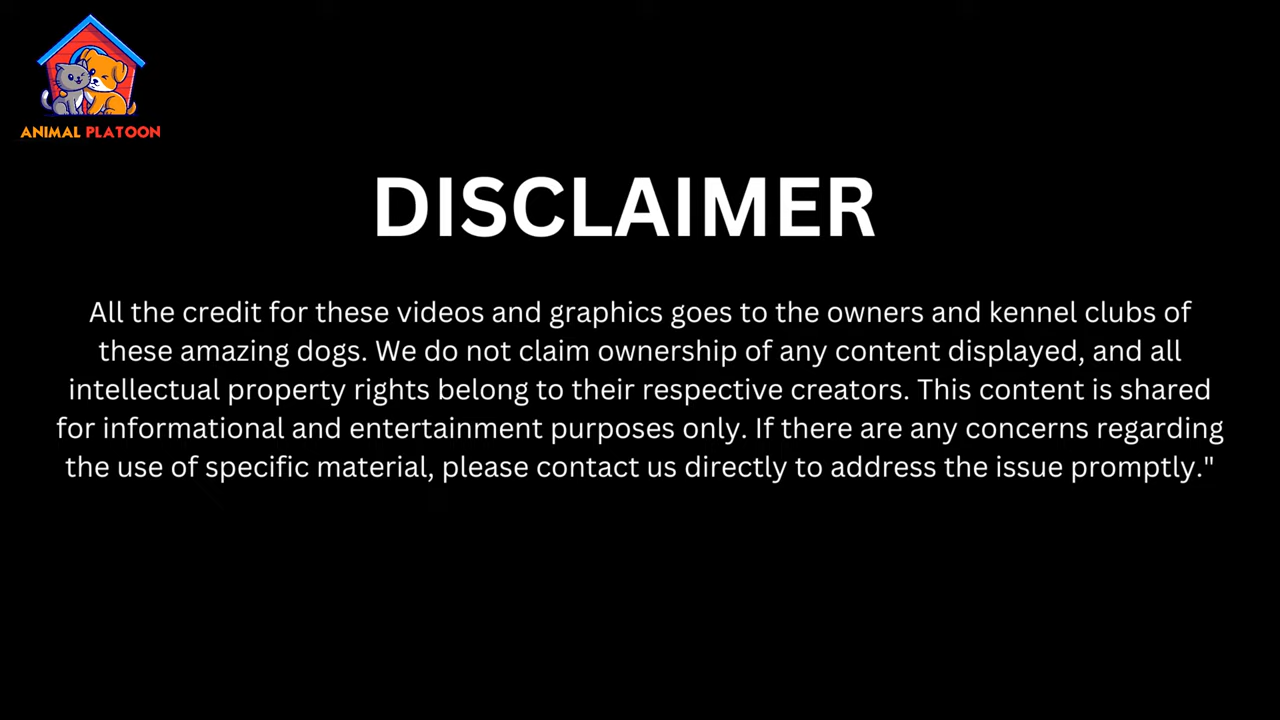 ANIMAL PLATOON
DISCLAIMER
All the credit for these videos and graphics goes to the owners and kennel clubs of
these amazing dogs. We do not claim ownership of any content displayed, and all
intellectual property rights belong to their respective creators. This content is shared
for informational and entertainment purposes only. If there are any concerns regarding
the use of specific material, please contact us directly to address the issue promptly."